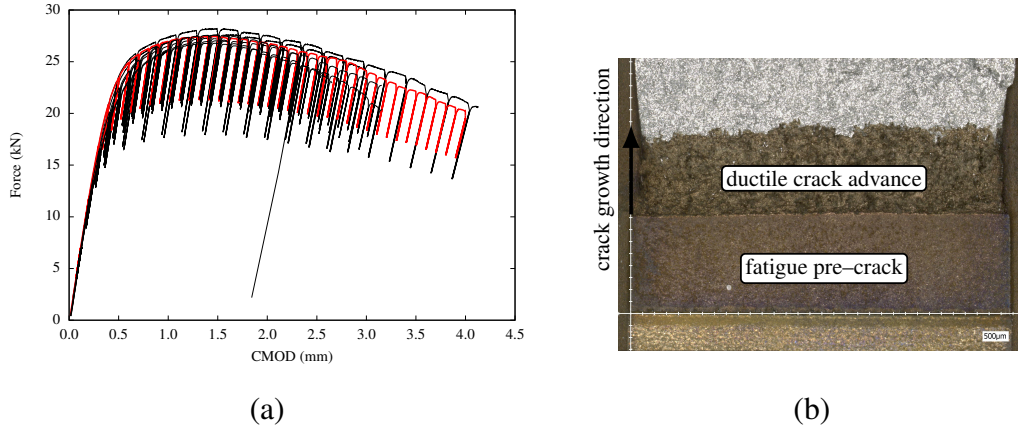 30
25
20
15
10
5
0
0.0 0.5 1.0 1.5 2.0 2.5 3.0 3.5 4.0 4.5
Force (kN)
CMOD (mm)
(a)
crack growth direction
ductile crack advance
fatigue pre–crack
500µm
(b)